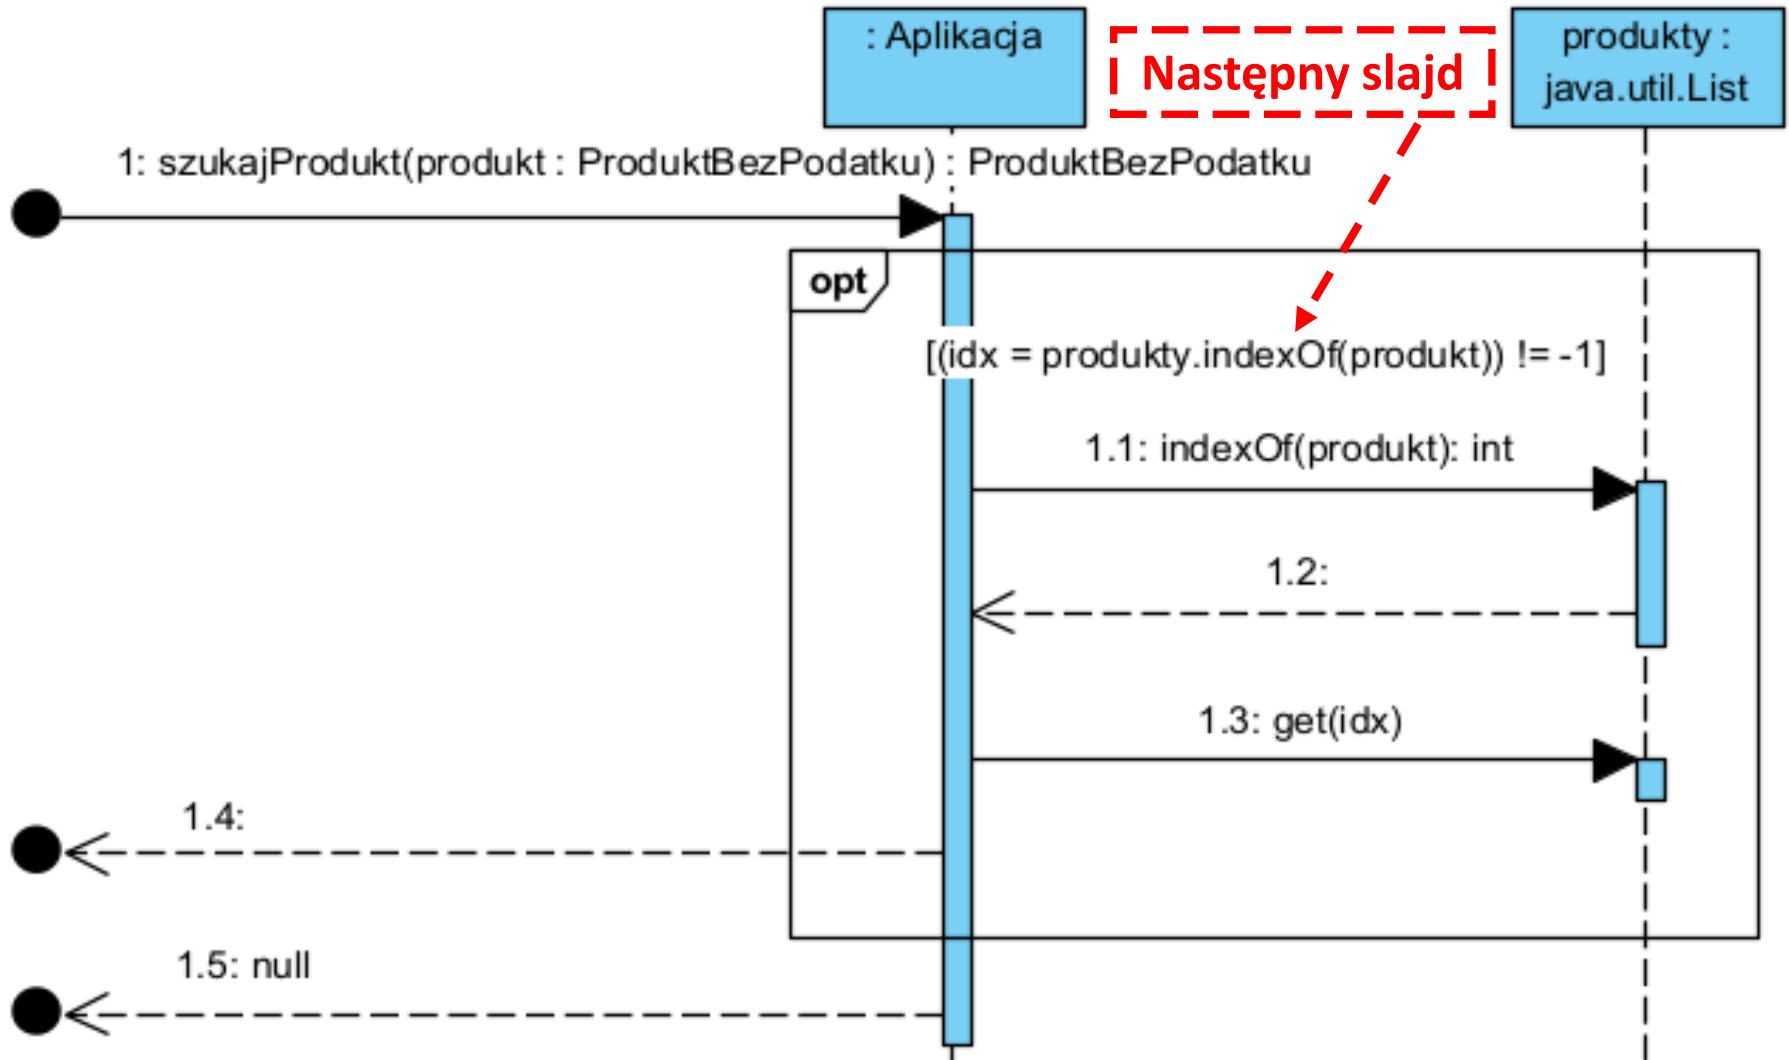 : Aplikacja
Następny slajd
produkty :
java.util.List
1: szukajProdukt(produkt : ProduktBezPodatku) : ProduktBezPodatku
opt
[(idx = produkty.indexOf(produkt)) != -1]
1.1: indexOf(produkt): int
1.2:
1.3: get(idx)
1.4:
1.5: null